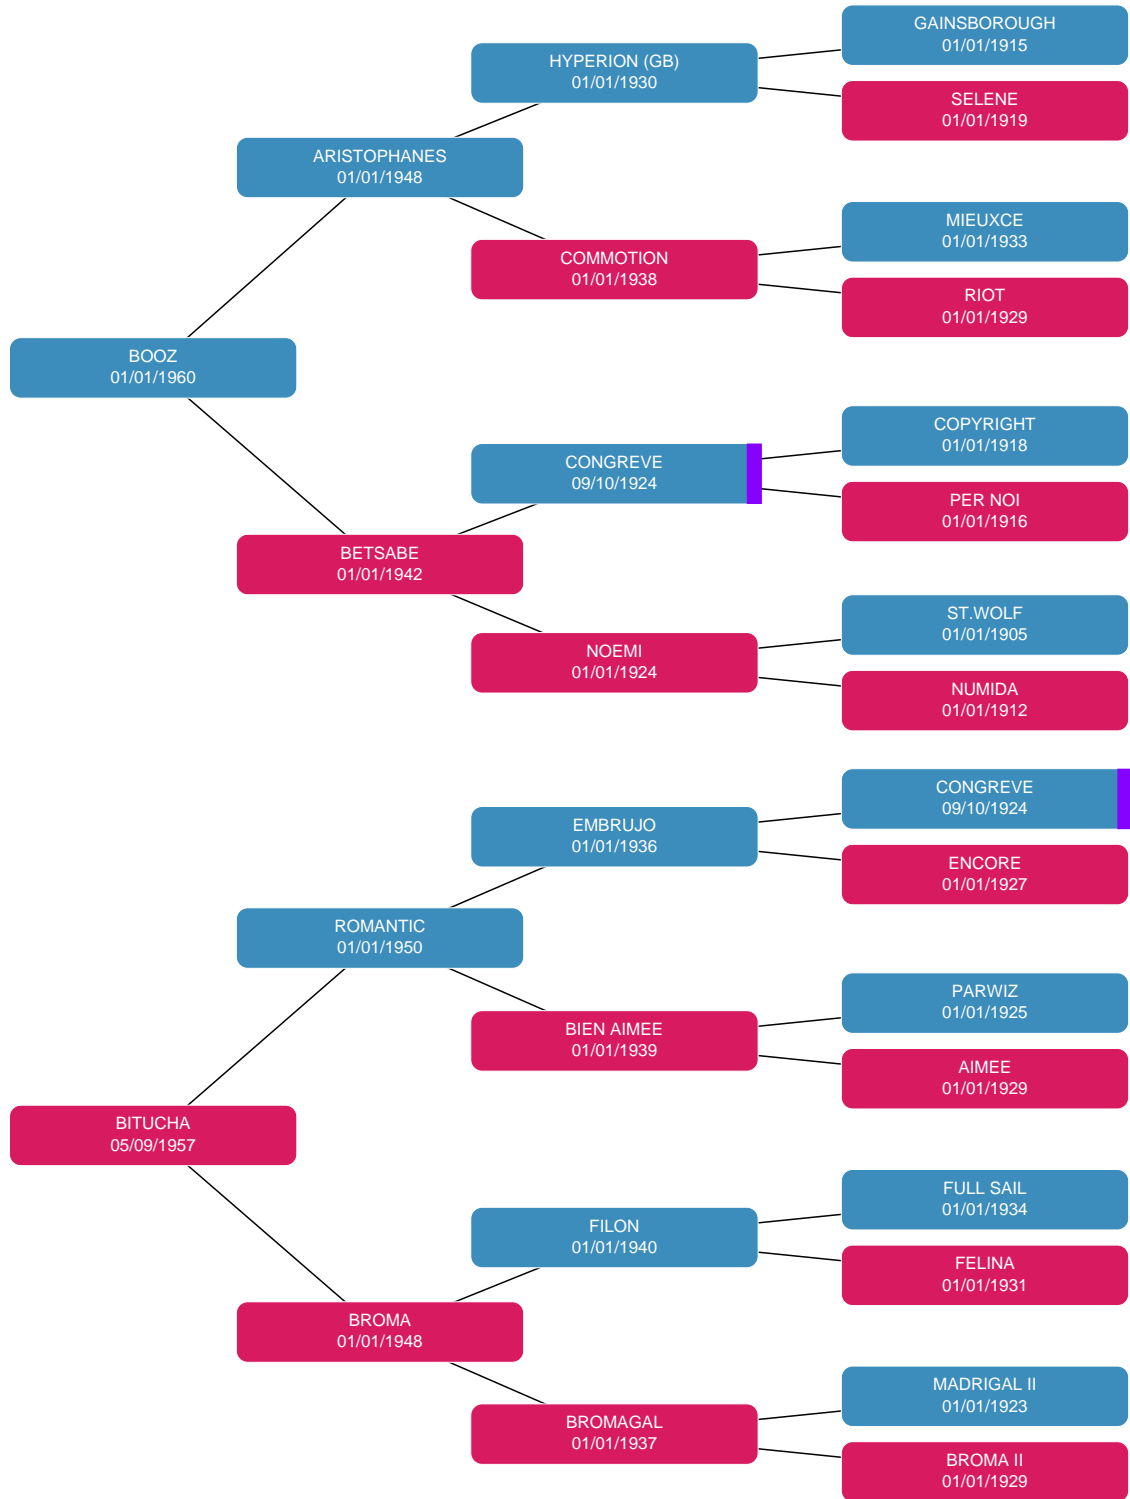 GAINSBOROUGH
01/01/1915
HYPERION (GB)
01/01/1930
SELENE
01/01/1919
ARISTOPHANES
01/01/1948
MIEUXCE
01/01/1933
COMMOTION
01/01/1938
RIOT
01/01/1929
BOOZ
01/01/1960
COPYRIGHT
01/01/1918
CONGREVE
09/10/1924
PER NOI
01/01/1916
BETSABE
01/01/1942
ST.WOLF
01/01/1905
NOEMI
01/01/1924
NUMIDA
01/01/1912
CONGREVE
09/10/1924
EMBRUJO
01/01/1936
ENCORE
01/01/1927
ROMANTIC
01/01/1950
PARWIZ
01/01/1925
BIEN AIMEE
01/01/1939
AIMEE
01/01/1929
BITUCHA
05/09/1957
FULL SAIL
01/01/1934
FILON
01/01/1940
FELINA
01/01/1931
BROMA
01/01/1948
MADRIGAL II
01/01/1923
BROMAGAL
01/01/1937
BROMA II
01/01/1929